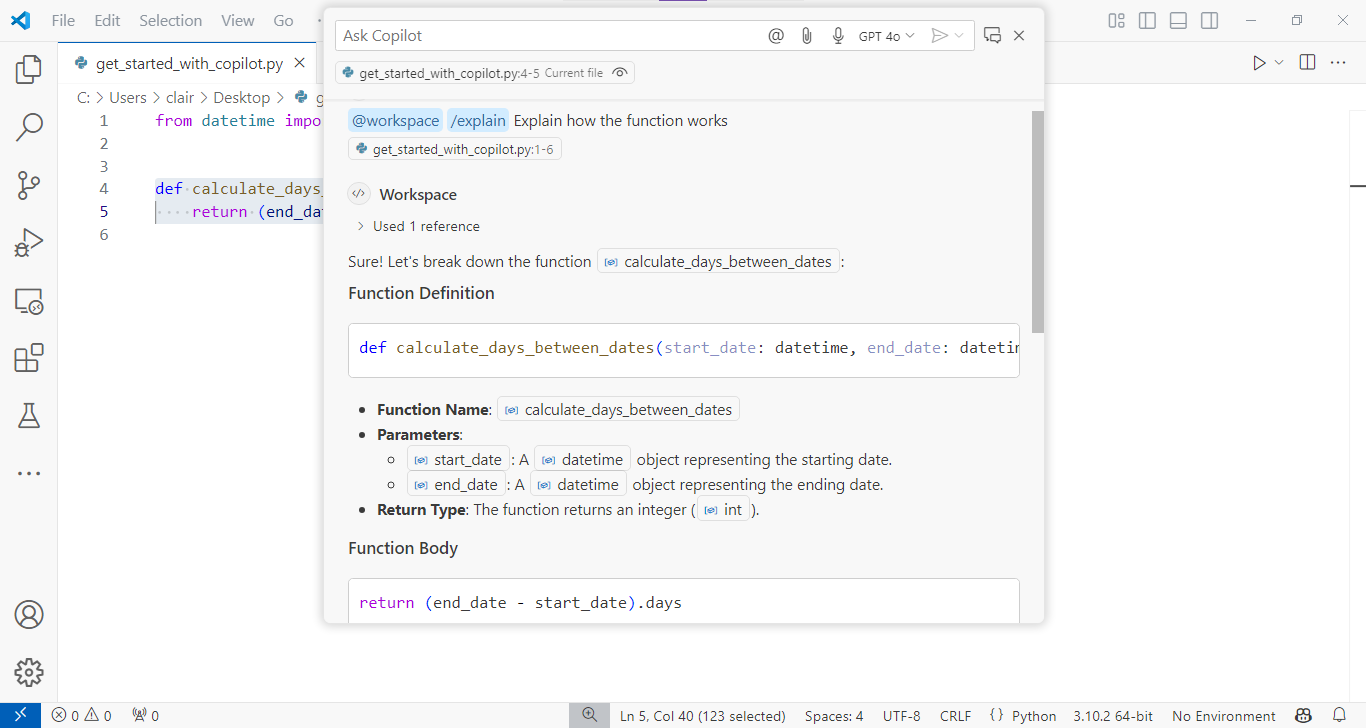 File Edit Selection View Go
Ask Copilot
GPT 4o
get_started_with_copilot.py
get_started_with_copilot.py:4-5 Current file
C: > Users > clair > Desktop > g
1 from datetime impo
2
3
4 def calculate_days_
5 return (end_dat
6
@workspace /explain Explain how the function works
get_started_with_copilot.py:1-6
Workspace
Used 1 reference
Sure! Let's break down the function calculate_days_between_dates:
Function Definition
def calculate_days_between_dates(start_date: datetime, end_date: datetin
• Function Name: calculate_days_between_dates
• Parameters:
start_date : A datetime object representing the starting date.
end_date : A datetime object representing the ending date.
• Return Type: The function returns an integer ( int ).
Function Body
return (end_date - start_date).days
0 0 0 Ln 5, Col 40 (123 selected) Spaces: 4 UTF-8 CRLF {} Python 3.10.2 64-bit No Environment